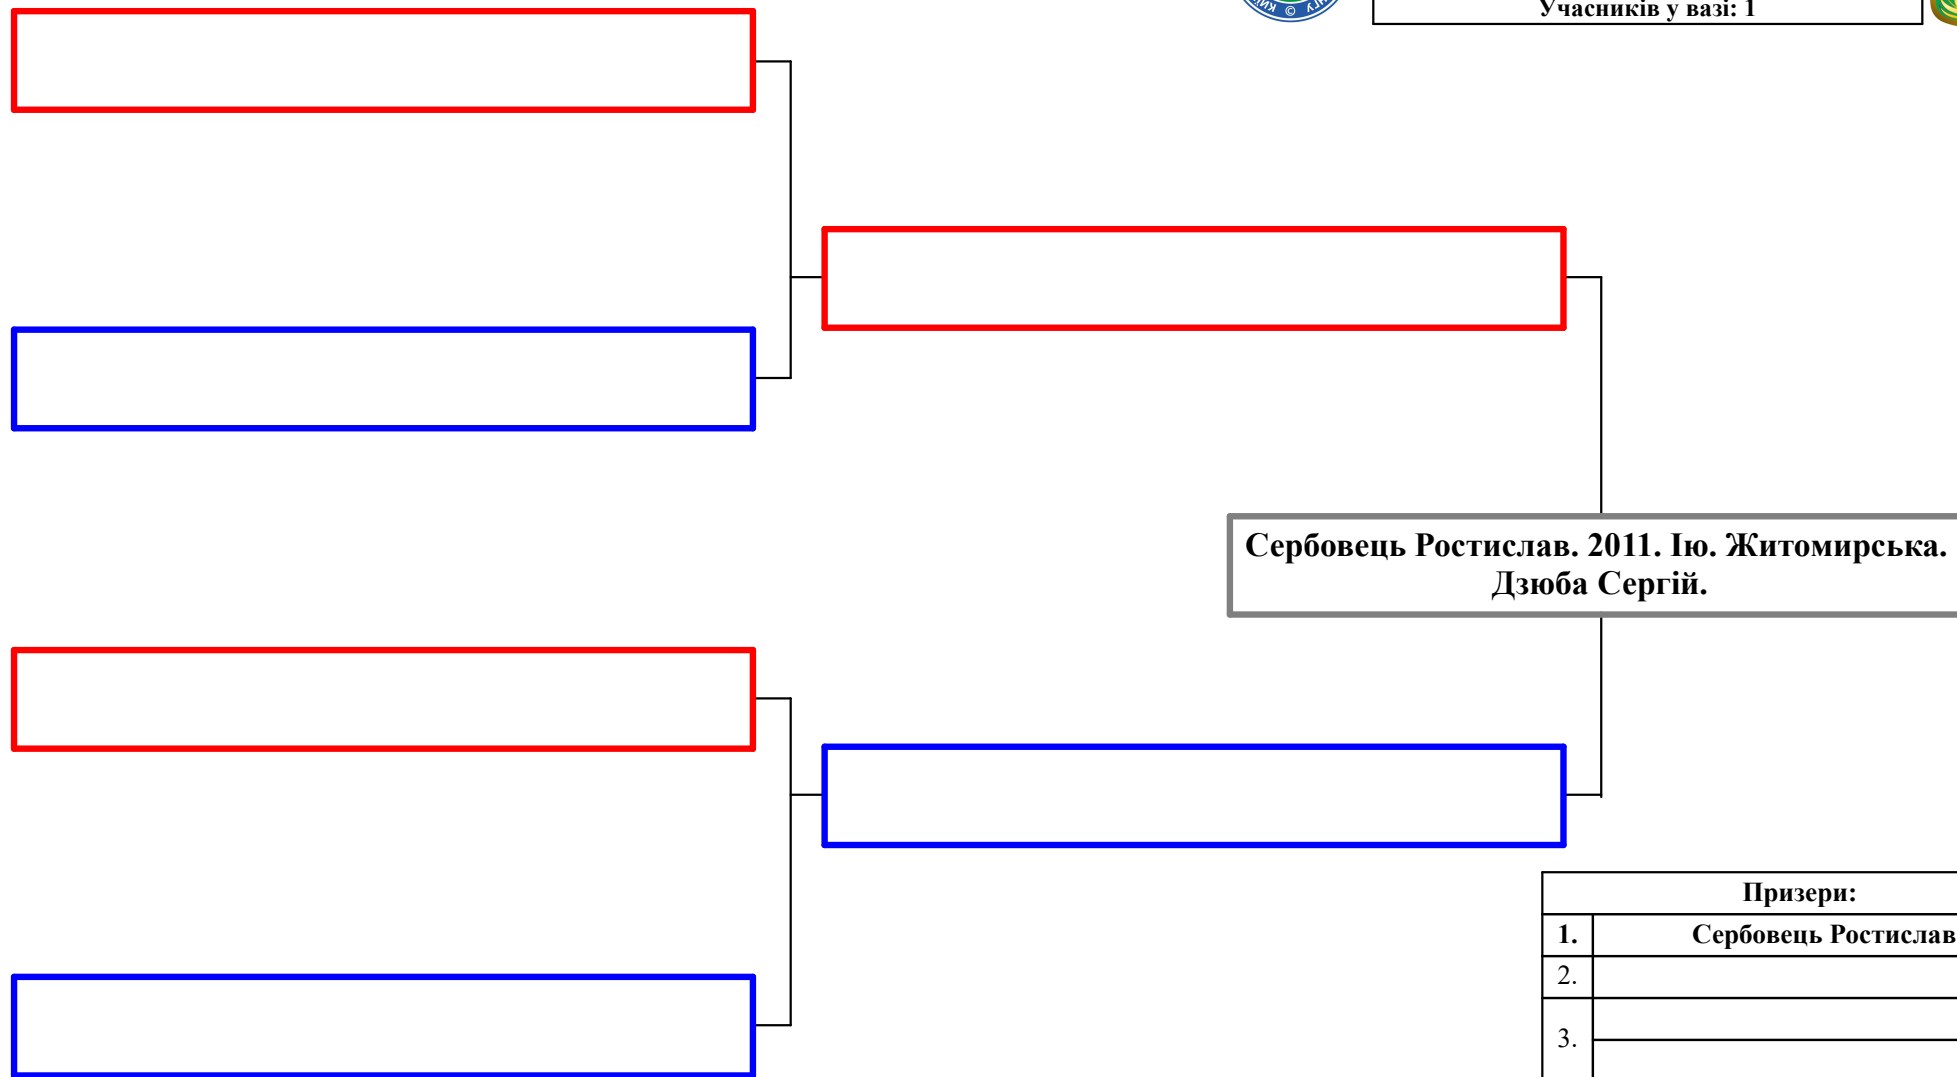 Учасників у вазі: 1
Сербовець Ростислав. 2011. Ію. Житомирська.
Дзюба Сергій.
Призери:
1. Сербовець Ростислав
2.
3.